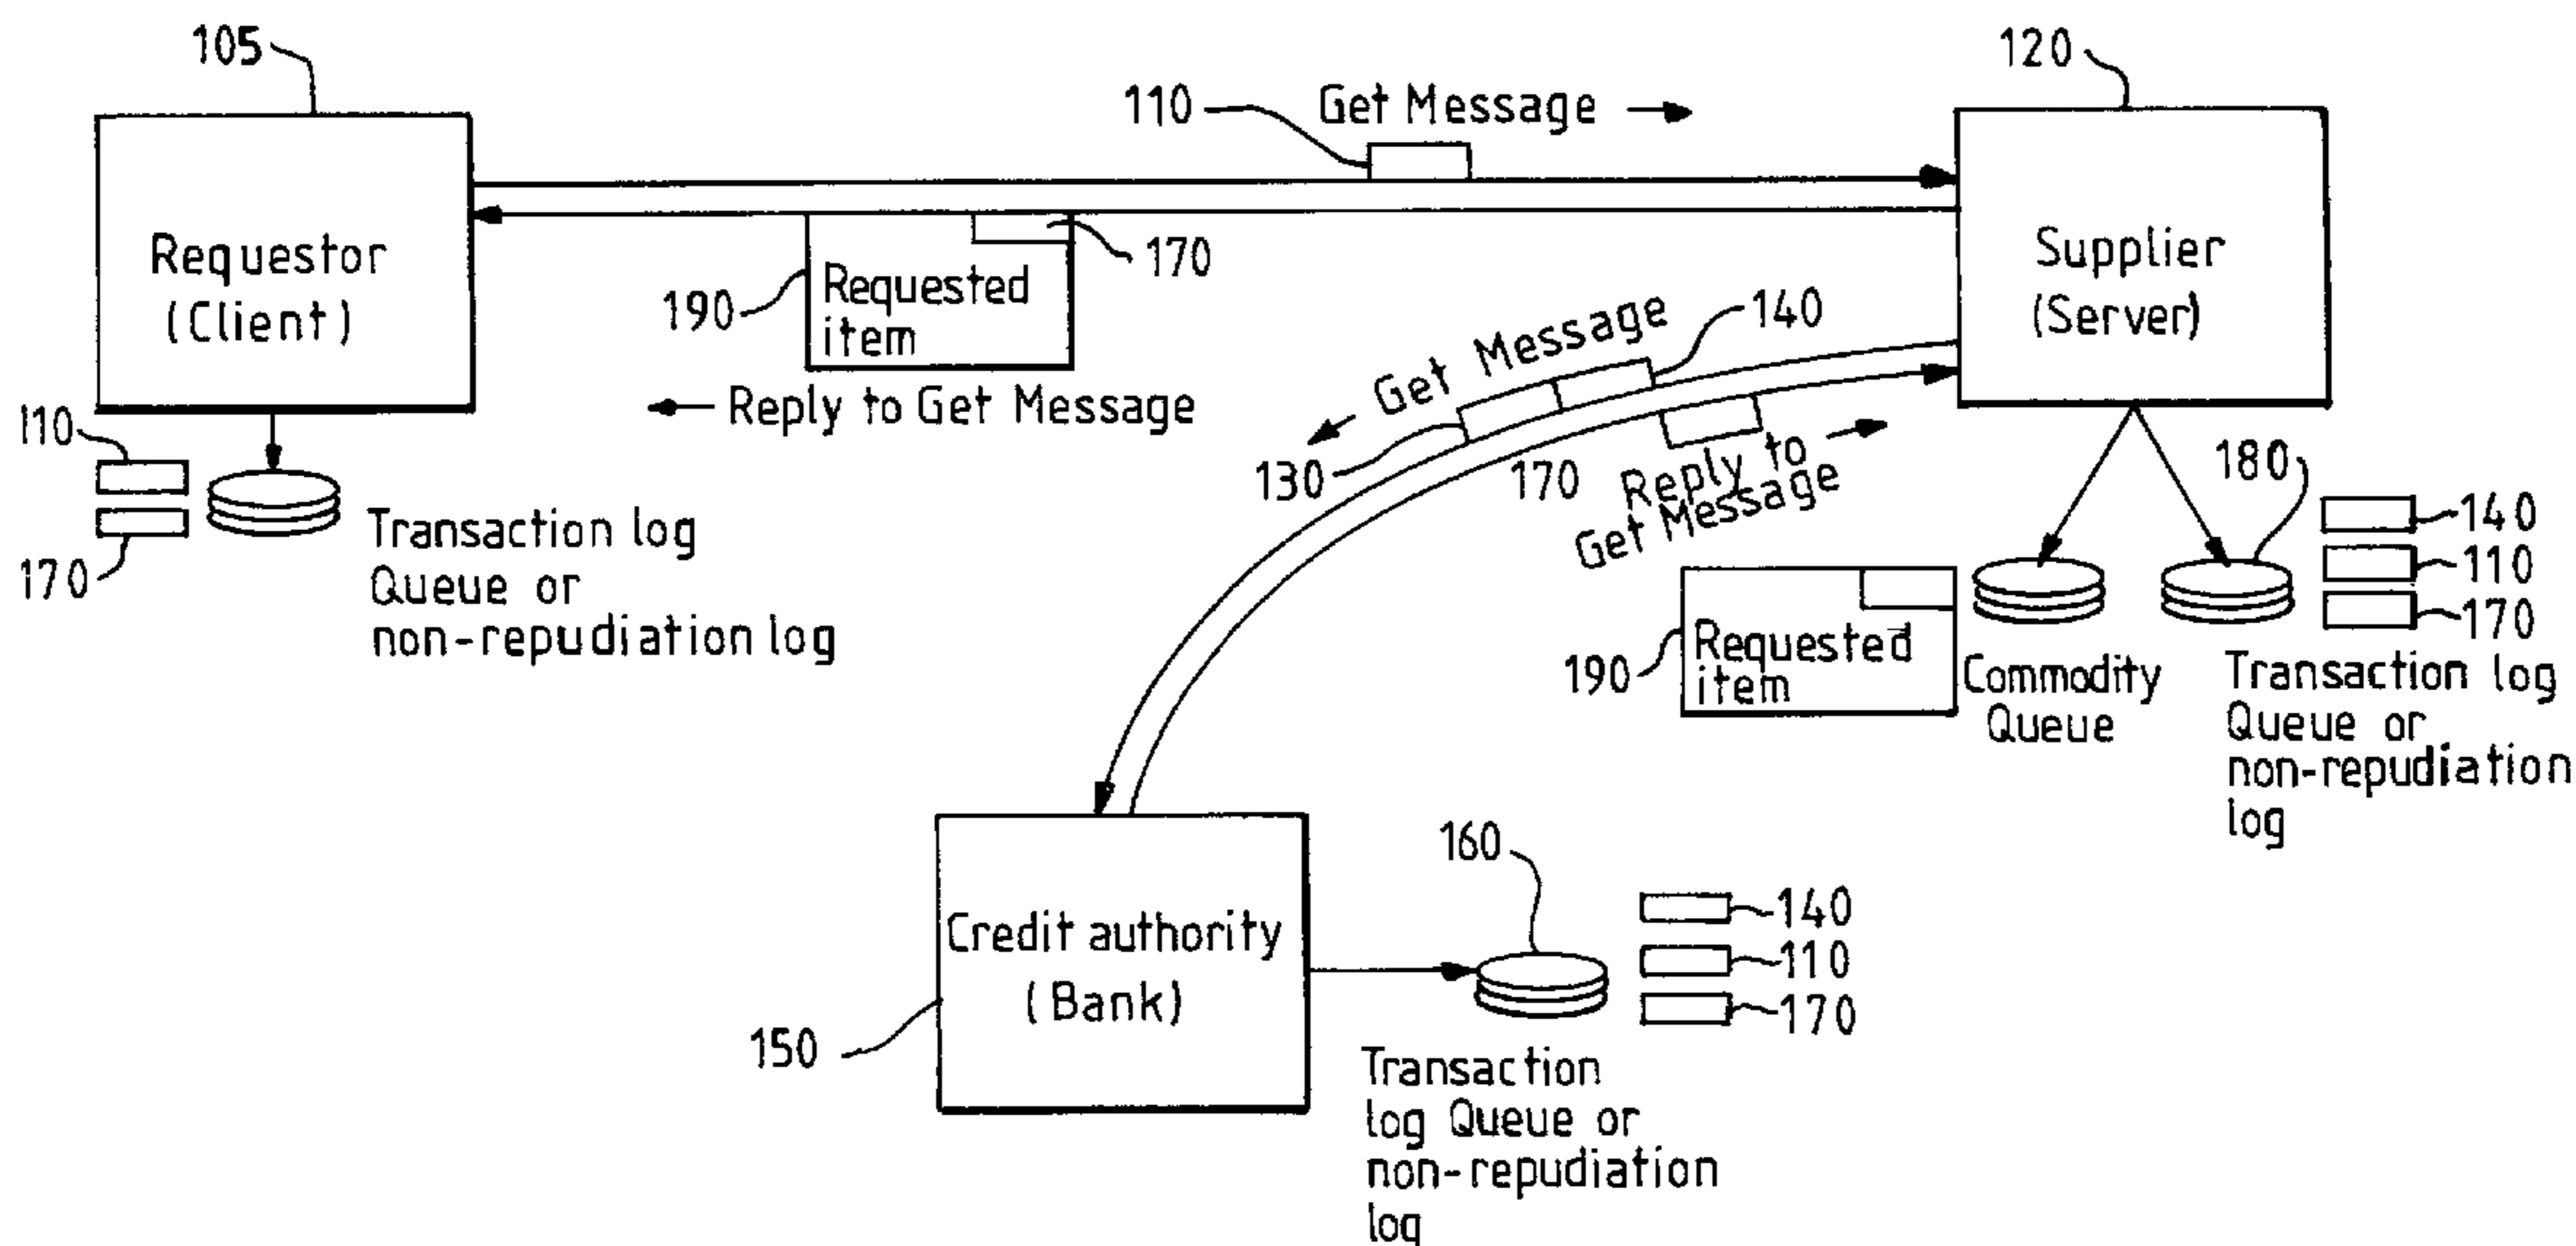 105
120
110
Get Message
Requestor
(Client)
Supplier
(Server)
170
190
Requested
item
Reply to Get Message
Get Message
140
130
170
Reply to
Get Message
110
170
Transaction log
Queue or
non-repudiation log
180
140
110
170
190
Requested
item
Commodity
Queue
Transaction log
Queue or
non-repudiation
log
Credit authority
(Bank)
150
160
140
110
170
Transaction
log Queue or
non-repudiation
log